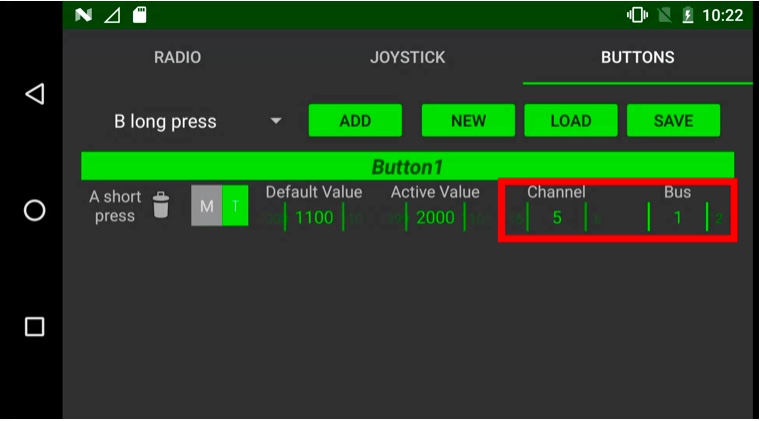 10:22
RADIO JOYSTICK BUTTONS
B long press ADD NEW LOAD SAVE
Button1
A short press M T Default Value 1100 Active Value 2000 Channel 5 Bus 1 2